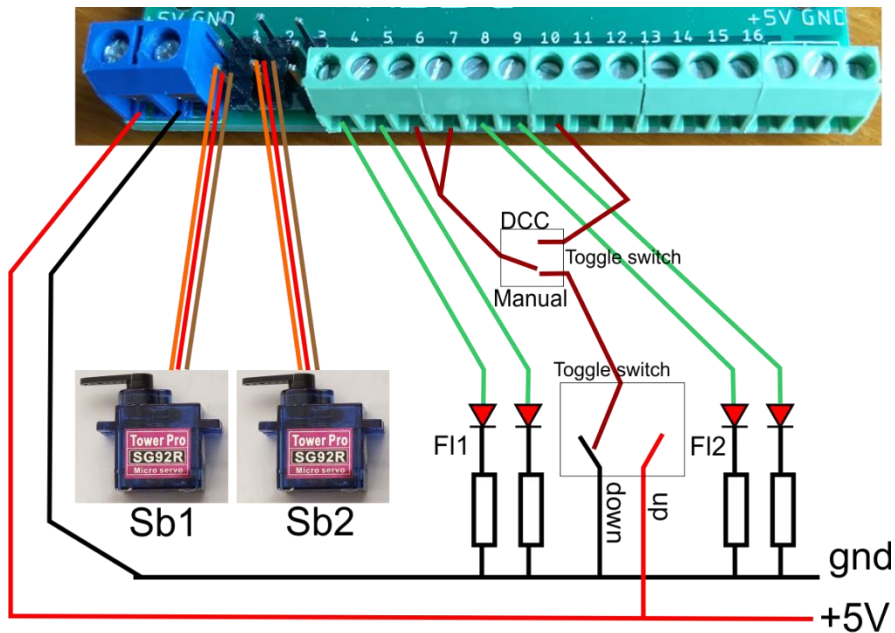 +5V GND
+5V GND
1 2 3 4 5 6 7 8 9 10 11 12 13 14 15 16
DCC
Toggle switch
Manual
Toggle switch
Tower Pro
SG92R
Micro servo
Tower Pro
SG92R
Micro servo
Fl1
Fl2
down
up
Sb1
Sb2
gnd
+5V